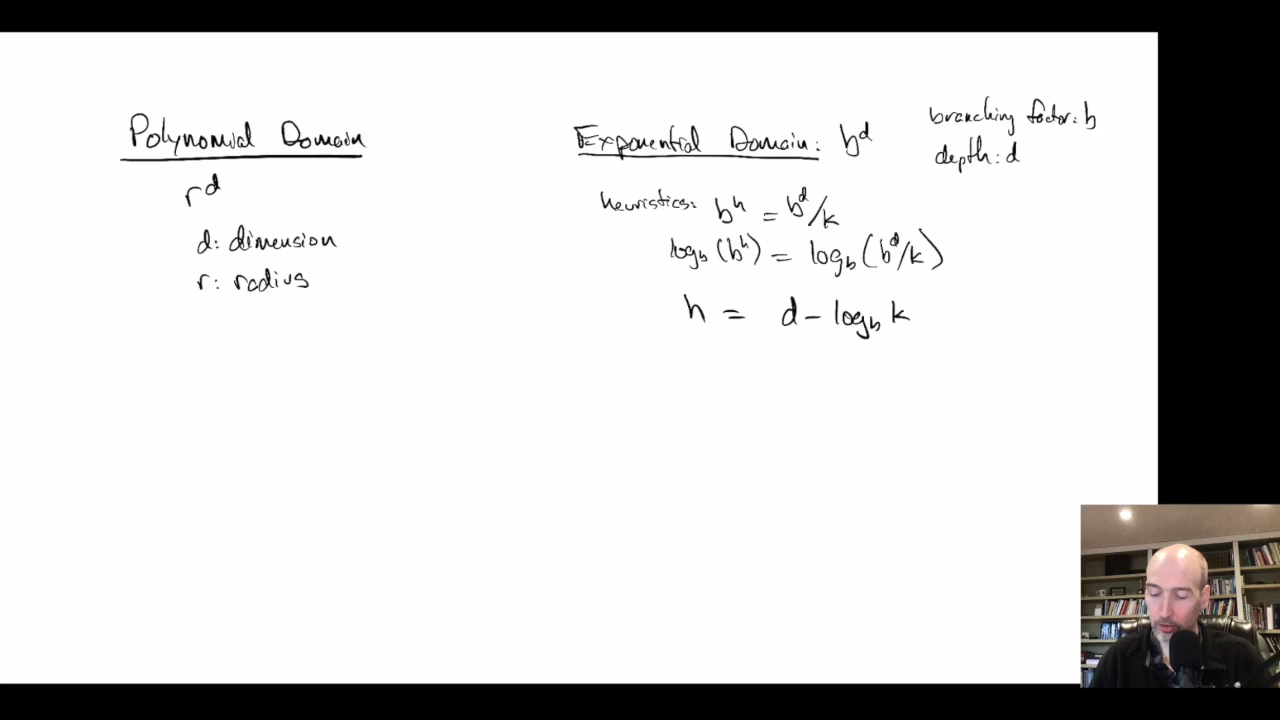 Polynomial Domain
r^d
d: dimension
r: radius
Exponential Domain: b^d
branching factor: b
depth: d
heuristics: b^h = b^d/k
log_b (b^h) = log_b (b^d/k)
h = d - log_b k